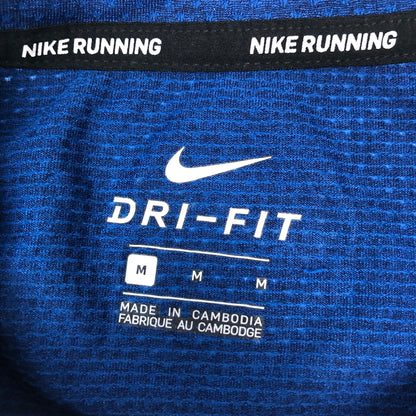 NIKE RUNNING NIKE RUNNING
DRI-FIT
M M M
MADE IN CAMBODIA
FABRIQUE AU CAMBODGE